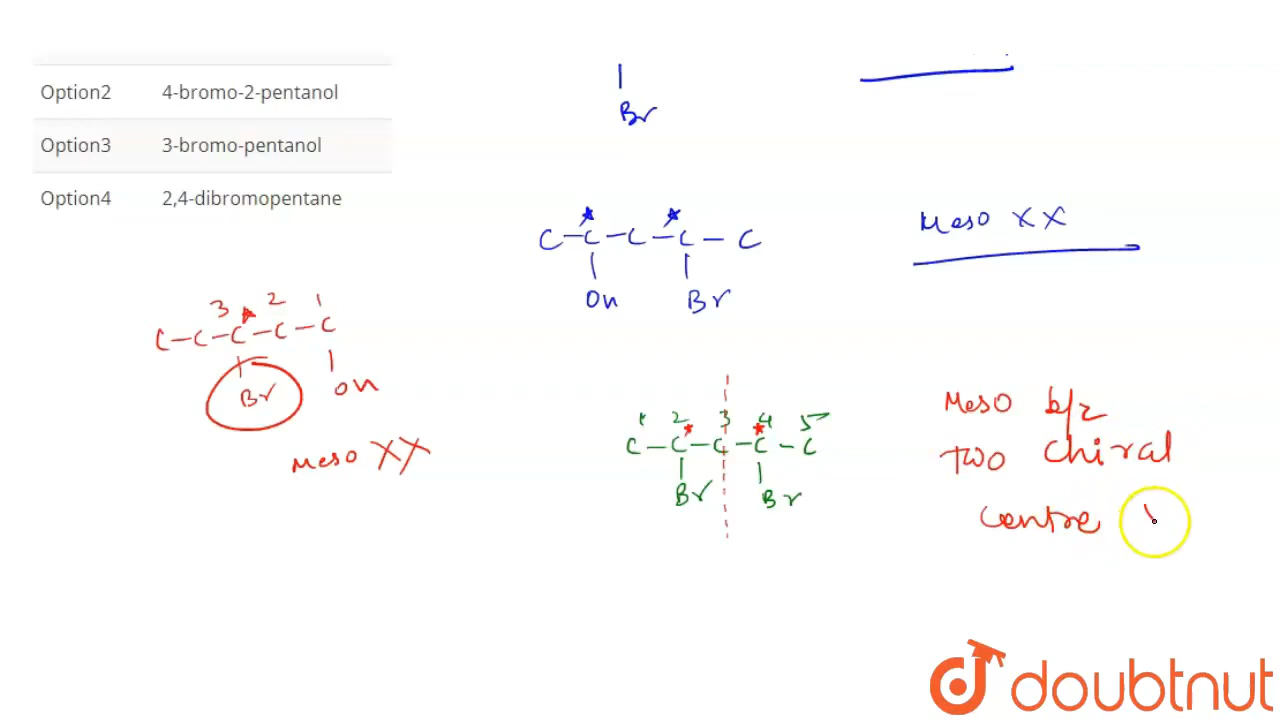 Option2 4-bromo-2-pentanol
Option3 3-bromo-pentanol
Option4 2,4-dibromopentane
Br
C-C-C-C-C
OH Br
Meso XX
3 2 1
C-C-C-C-C
Br OH
Meso XX
1 2 3 4 5
C-C-C-C-C
Br Br
Meso b/z
two chiral
centre
doubtnut